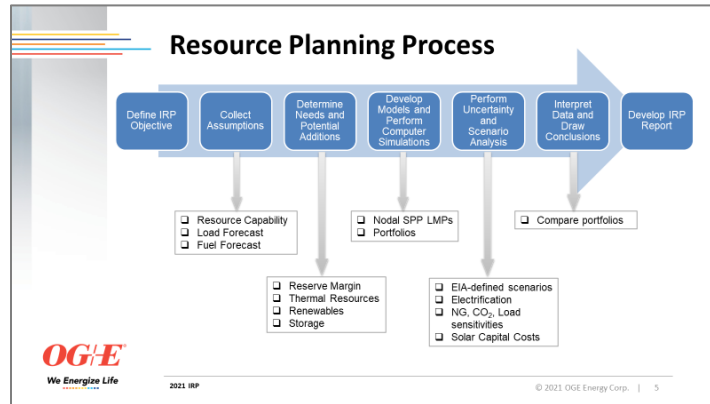 Resource Planning Process
Define IRP
Objective
Collect
Assumptions
Determine
Needs and
Potential
Additions
Develop
Models and
Perform
Computer
Simulations
Perform
Uncertainty
and
Scenario
Analysis
Interpret
Data and
Draw
Conclusions
Develop IRP
Report
Resource Capability
Load Forecast
Fuel Forecast
Nodal SPP LMPs
Portfolios
Compare portfolios
Reserve Margin
Thermal Resources
Renewables
Storage
EIA-defined scenarios
Electrification
NG, CO₂, Load
sensitivities
Solar Capital Costs
OG+E®
We Energize Life
2021 IRP
© 2021 OGE Energy Corp. | 5